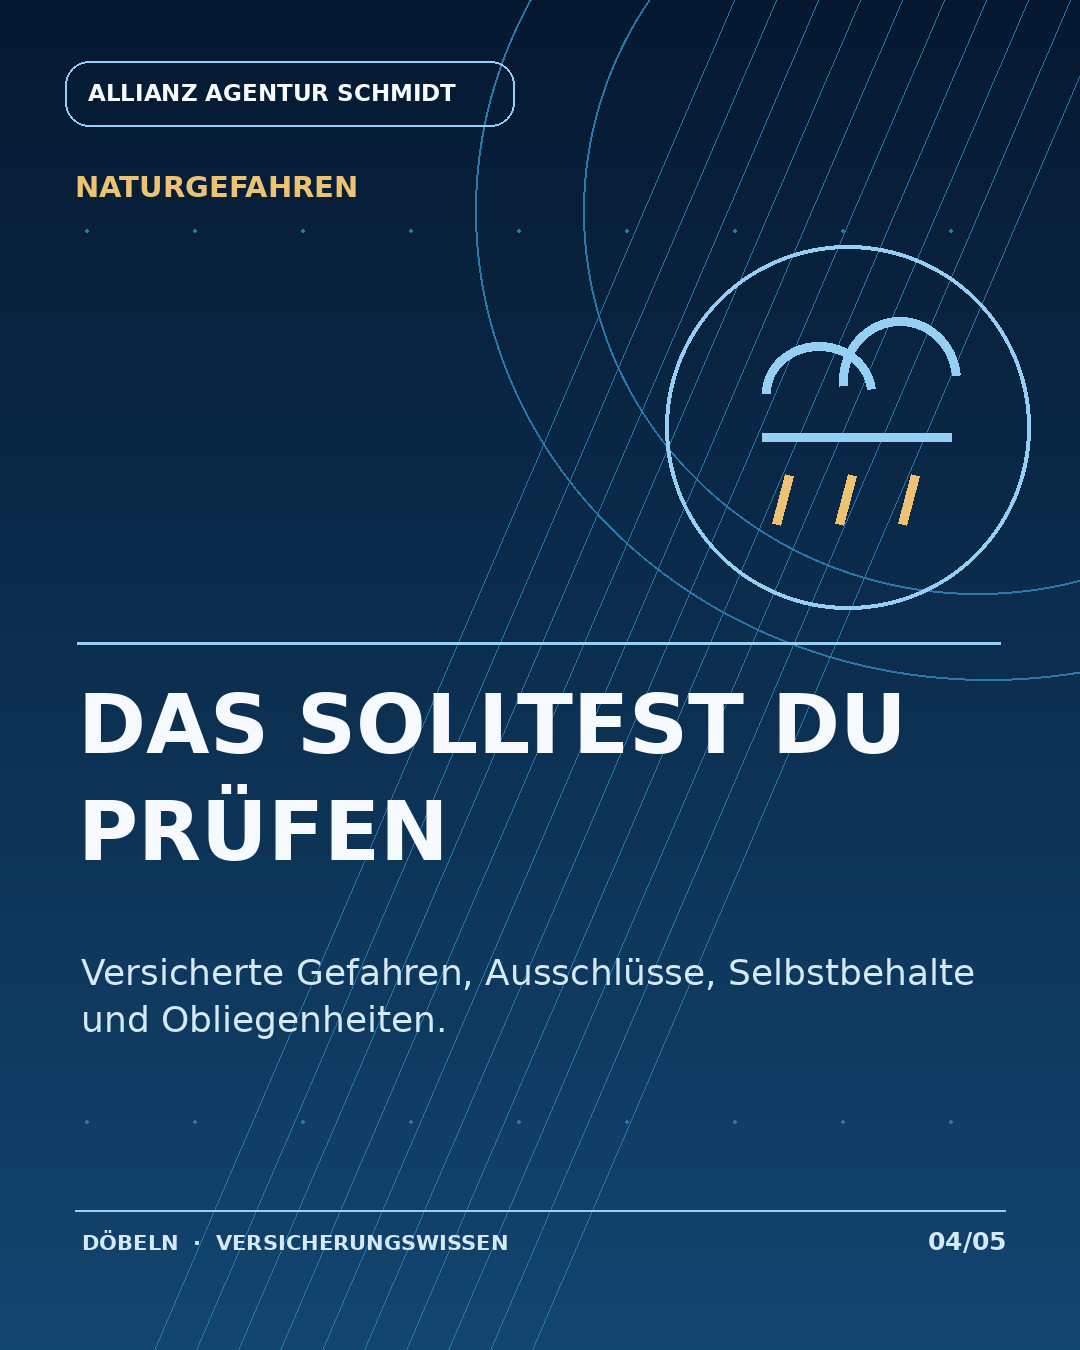 ALLIANZ AGENTUR SCHMIDT
NATURGEFAHREN
DAS SOLLTEST DU
PRÜFEN
Versicherte Gefahren, Ausschlüsse, Selbstbehalte
und Obliegenheiten.
DÖBELN · VERSICHERUNGSWISSEN
04/05